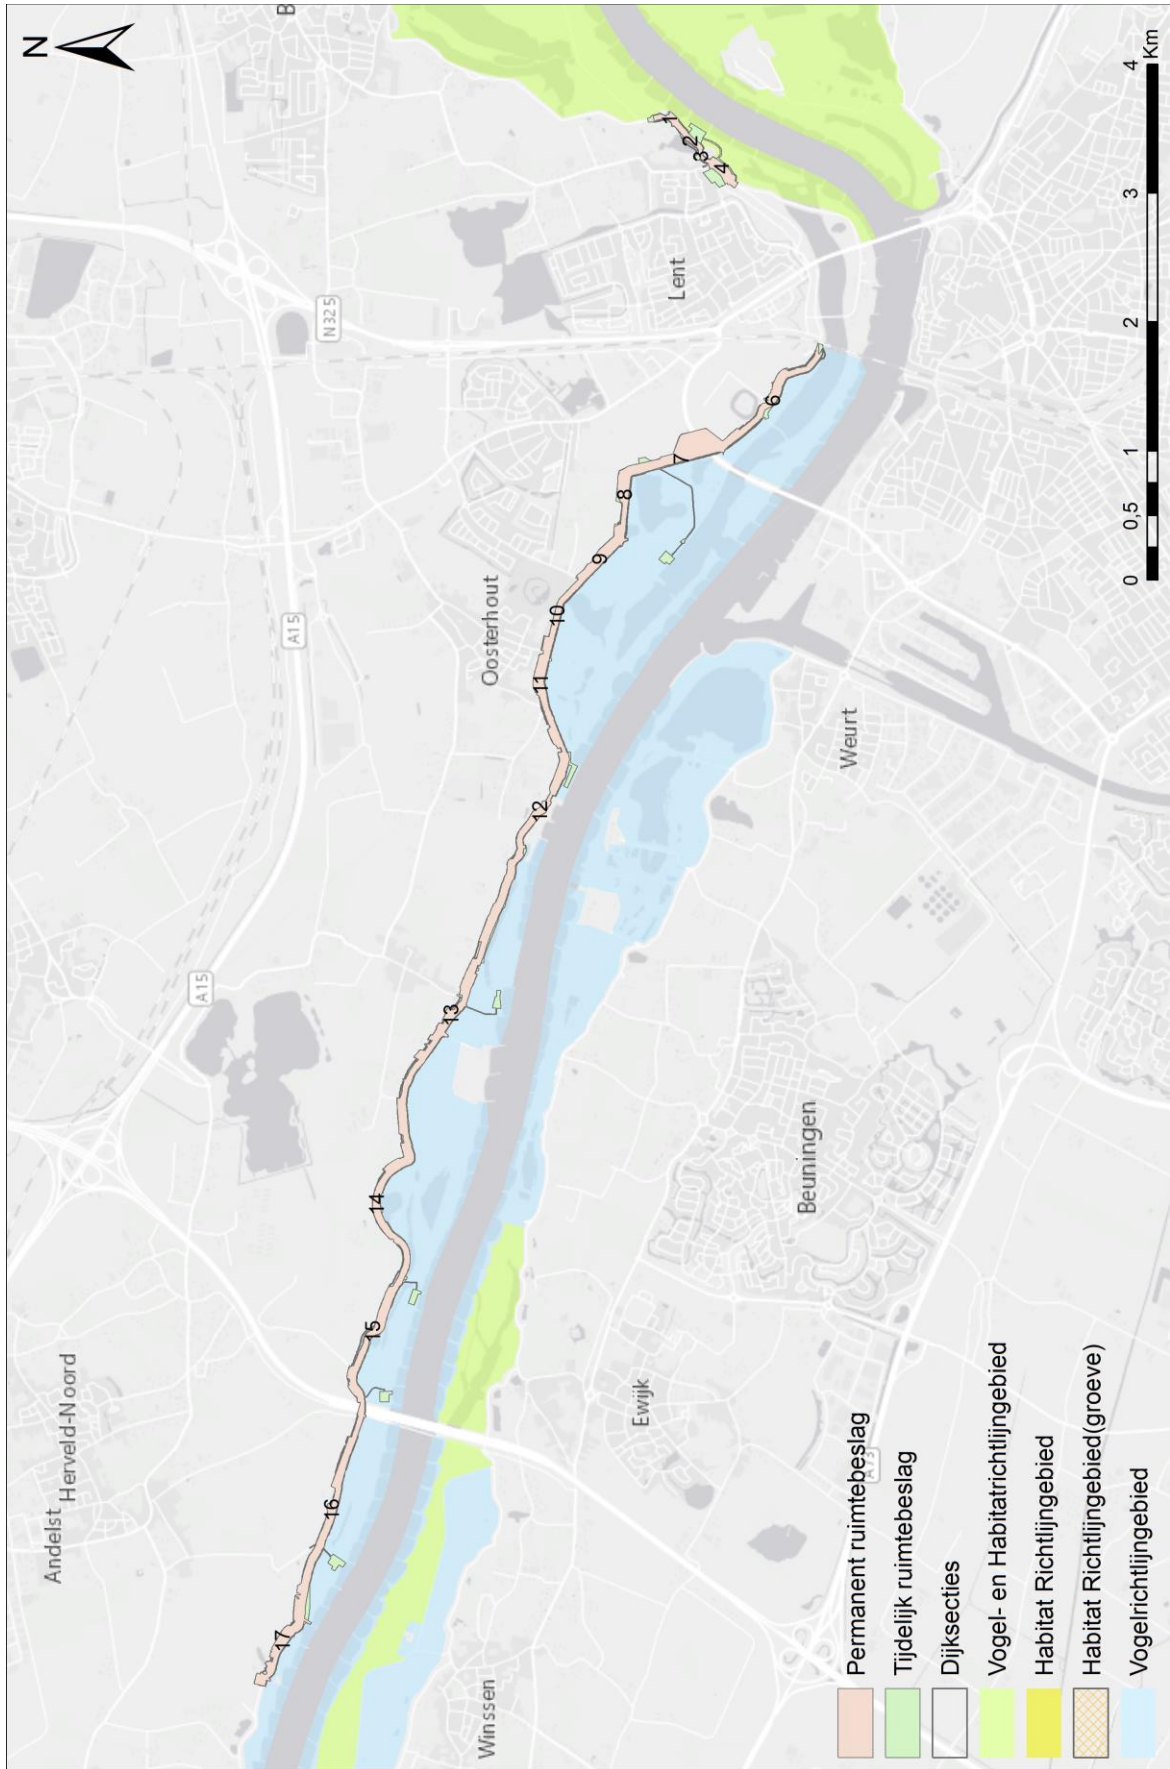 N
B
Andelst
Herveld-Noord
A15
A15
N325
Oosterhout
Lent
Winssen
Ewijk
Beuningen
Weurt
A73
17
16
15
14
13
12
11
10
9
8
7
6
4
3
2
1
Permanent ruimtebeslag
Tijdelijk ruimtebeslag
Dijksecties
Vogel- en Habitatrichtlijngebied
Habitat Richtlijngebied
Habitat Richtlijngebied(groeve)
Vogelrichtlijngebied
0 0,5 1 2 3 4
Km